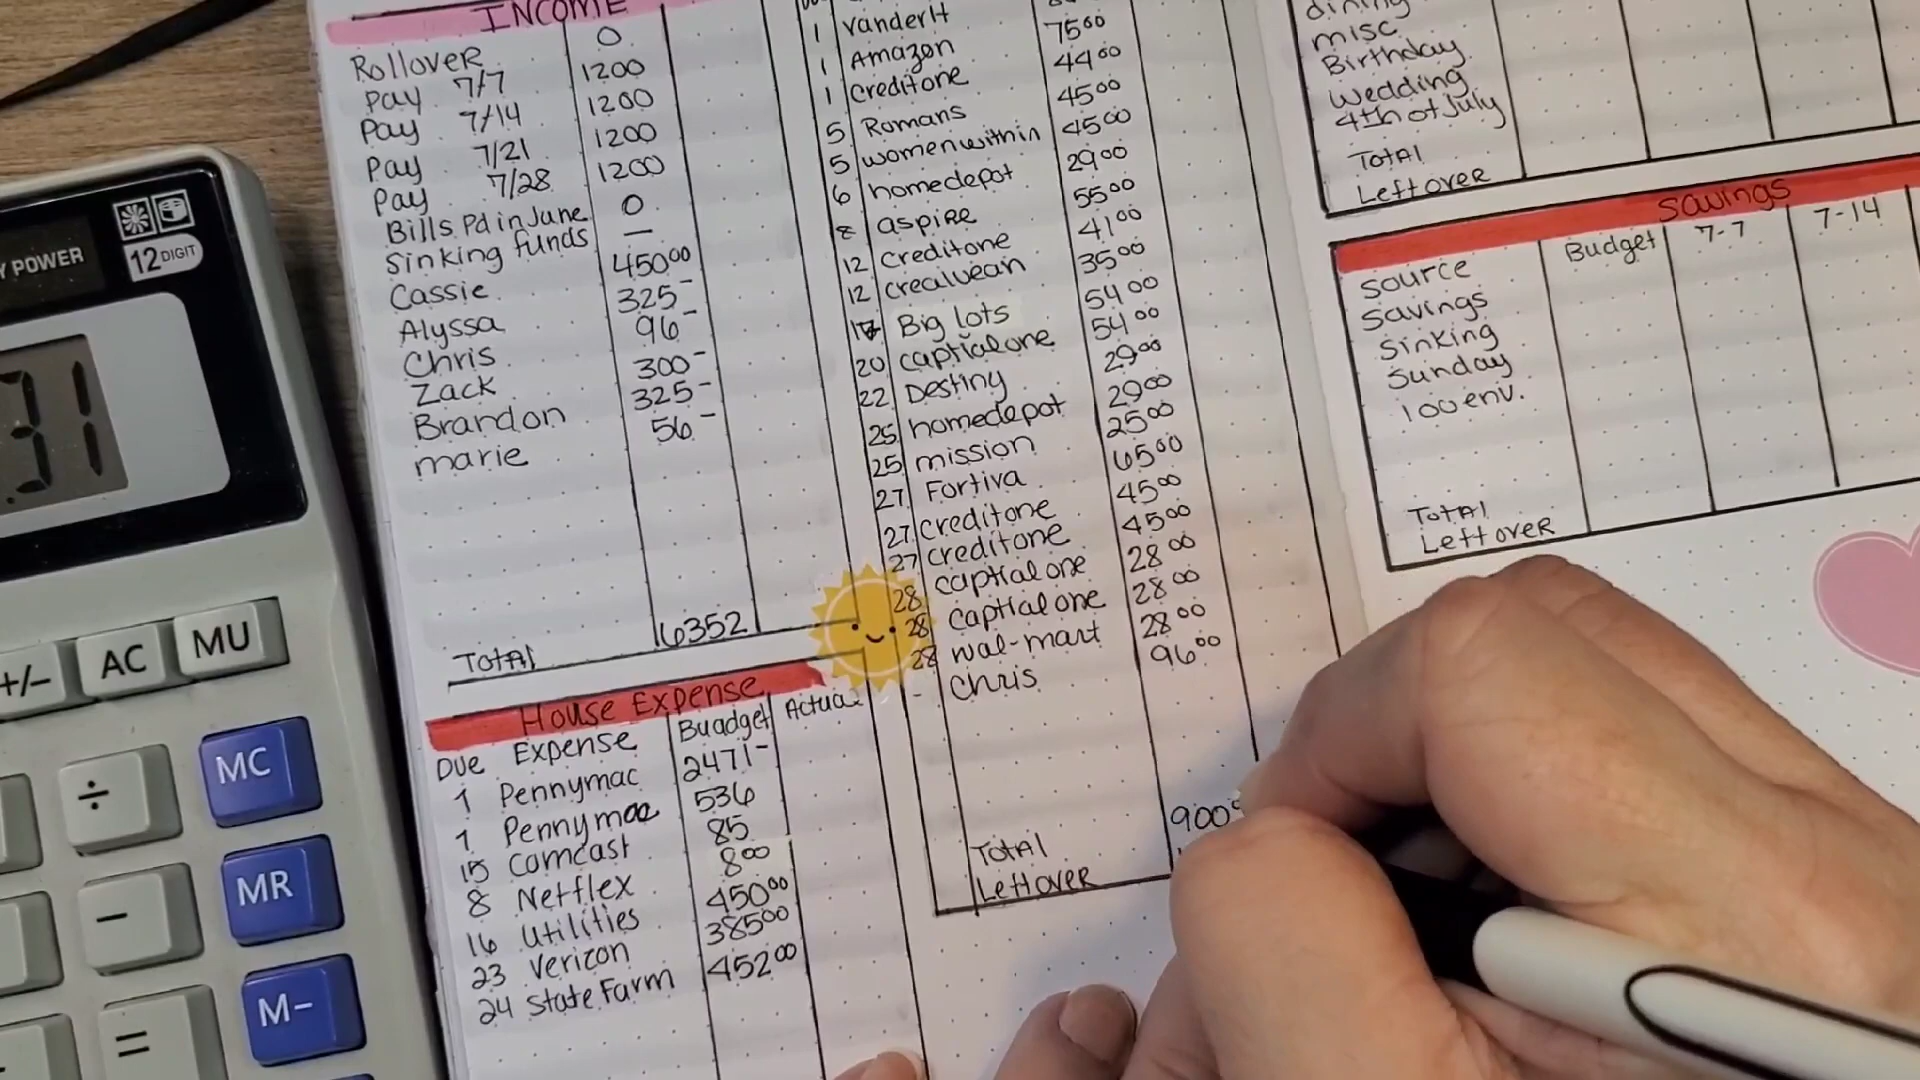 INCOME
Rollover 0
Pay 7/7 1200
Pay 7/14 1200
Pay 7/21 1200
Pay 7/28 1200
Bills Pd in June 0
Sinking funds —
Cassie 450 00
Alyssa 325 -
Chris 96 -
Zack 300 -
Brandon 325 -
marie 56 -
Total 6352
House Expense
Due Expense Buadget Actual
1 Pennymac 2471 -
1 Pennymac 536
15 Comcast 85
8 Netflex 8 00
16 Utilities 450 00
23 Verizon 385 00
24 State Farm 452 00
1 Vanderlt
1 Amazon 75 00
1 Creditone 44 00
5 Romans 45 00
5 womenwithin 45 00
6 homedepot 29 00
8 aspire 55 00
12 Creditone 41 00
12 35 00
Big lots 54 00
20 captialone 54 00
22 Destiny 29 00
25 homedepot 29 00
25 mission 25 00
27 Fortiva 65 00
27 creditone 45 00
27 creditone 45 00
28 captialone 28 00
28 captialone 28 00
28 wal-mart 28 00
- Chris 96 00
Total 900
Leftover
dining
misc
Birthday
Wedding
4th of July
Total
Leftover
Savings
Source Budget 7-7 7-14
Savings
Sinking
Sunday
100 env.
Total
Leftover
Y POWER
12 DIGIT
31
+/- AC MU
÷ MC
- MR
= M-